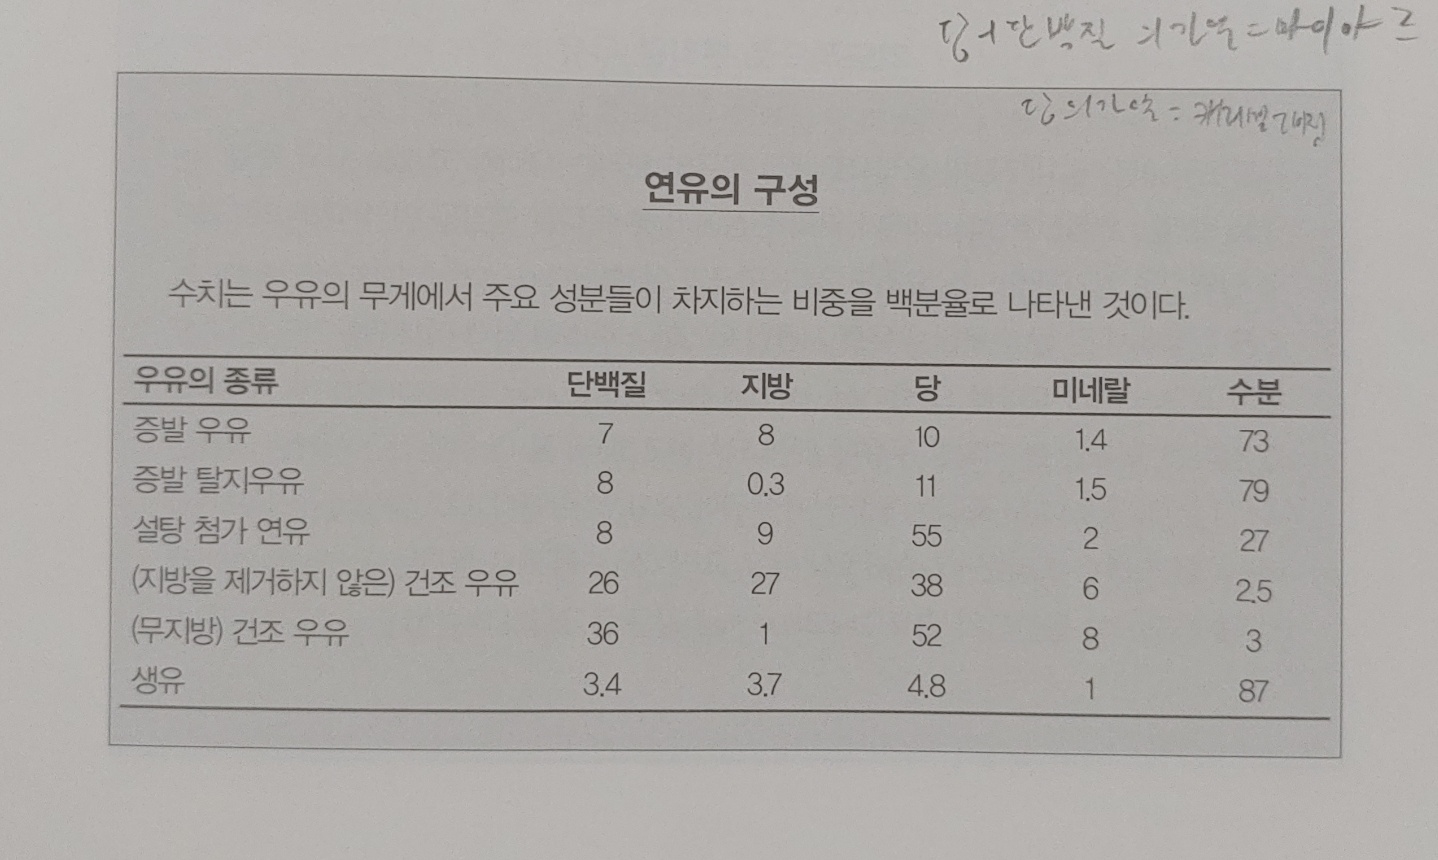 당+단백질의 가열 = 마이야르
당의 가열 = 캐러멜라이징
연유의 구성
수치는 우유의 무게에서 주요 성분들이 차지하는 비중을 백분율로 나타낸 것이다.
우유의 종류 단백질 지방 당 미네랄 수분
증발 우유 7 8 10 1.4 73
증발 탈지우유 8 0.3 11 1.5 79
설탕 첨가 연유 8 9 55 2 27
(지방을 제거하지 않은) 건조 우유 26 27 38 6 2.5
(무지방) 건조 우유 36 1 52 8 3
생유 3.4 3.7 4.8 1 87